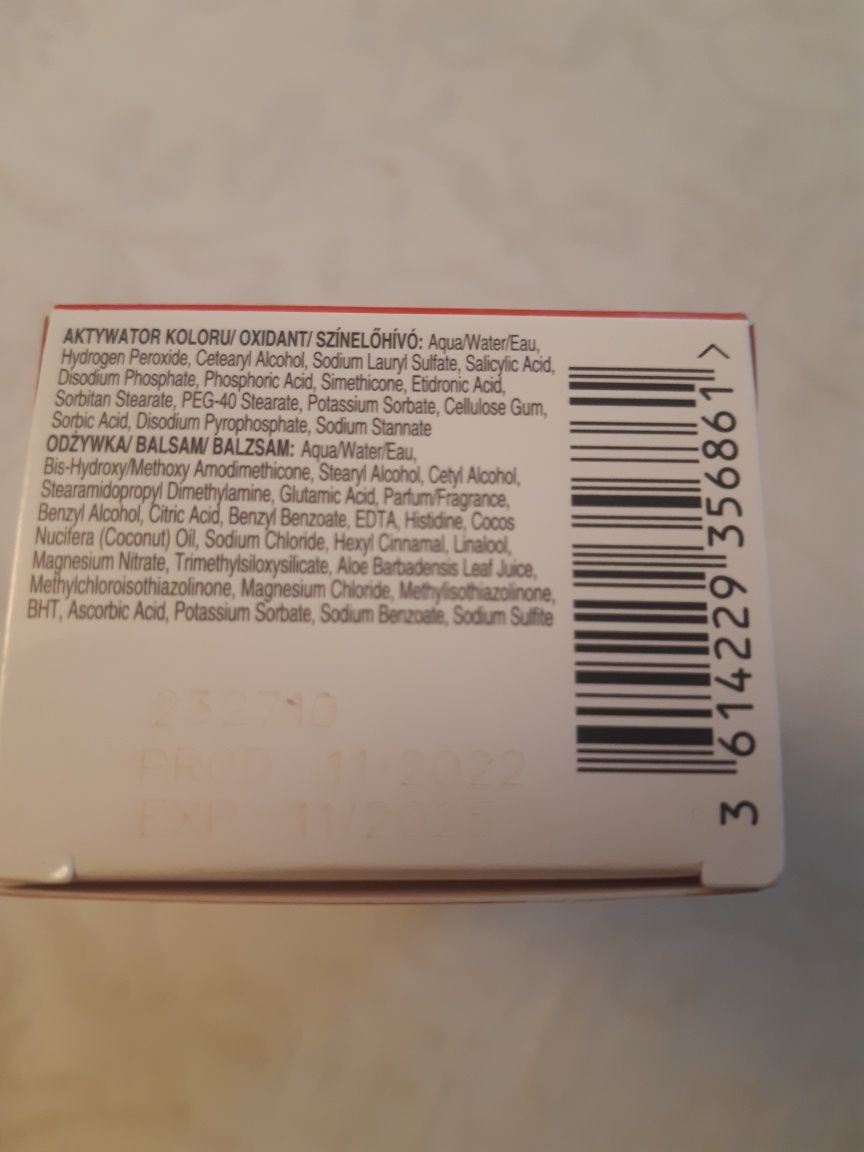 AKTYWATOR KOLORU/ OXIDANT/ SZÍNELŐHÍVÓ: Aqua/Water/Eau,
Hydrogen Peroxide, Cetearyl Alcohol, Sodium Lauryl Sulfate, Salicylic Acid,
Disodium Phosphate, Phosphoric Acid, Simethicone, Etidronic Acid,
Sorbitan Stearate, PEG-40 Stearate, Potassium Sorbate, Cellulose Gum,
Sorbic Acid, Disodium Pyrophosphate, Sodium Stannate
ODŻYWKA/ BALSAM/ BALZSAM: Aqua/Water/Eau,
Bis-Hydroxy/Methoxy Amodimethicone, Stearyl Alcohol, Cetyl Alcohol,
Stearamidopropyl Dimethylamine, Glutamic Acid, Parfum/Fragrance,
Benzyl Alcohol, Citric Acid, Benzyl Benzoate, EDTA, Histidine, Cocos
Nucifera (Coconut) Oil, Sodium Chloride, Hexyl Cinnamal, Linalool,
Magnesium Nitrate, Trimethylsiloxysilicate, Aloe Barbadensis Leaf Juice,
Methylchloroisothiazolinone, Magnesium Chloride, Methylisothiazolinone,
BHT, Ascorbic Acid, Potassium Sorbate, Sodium Benzoate, Sodium Sulfite
PROD 11-2022
EXP
3 614229 356861 >